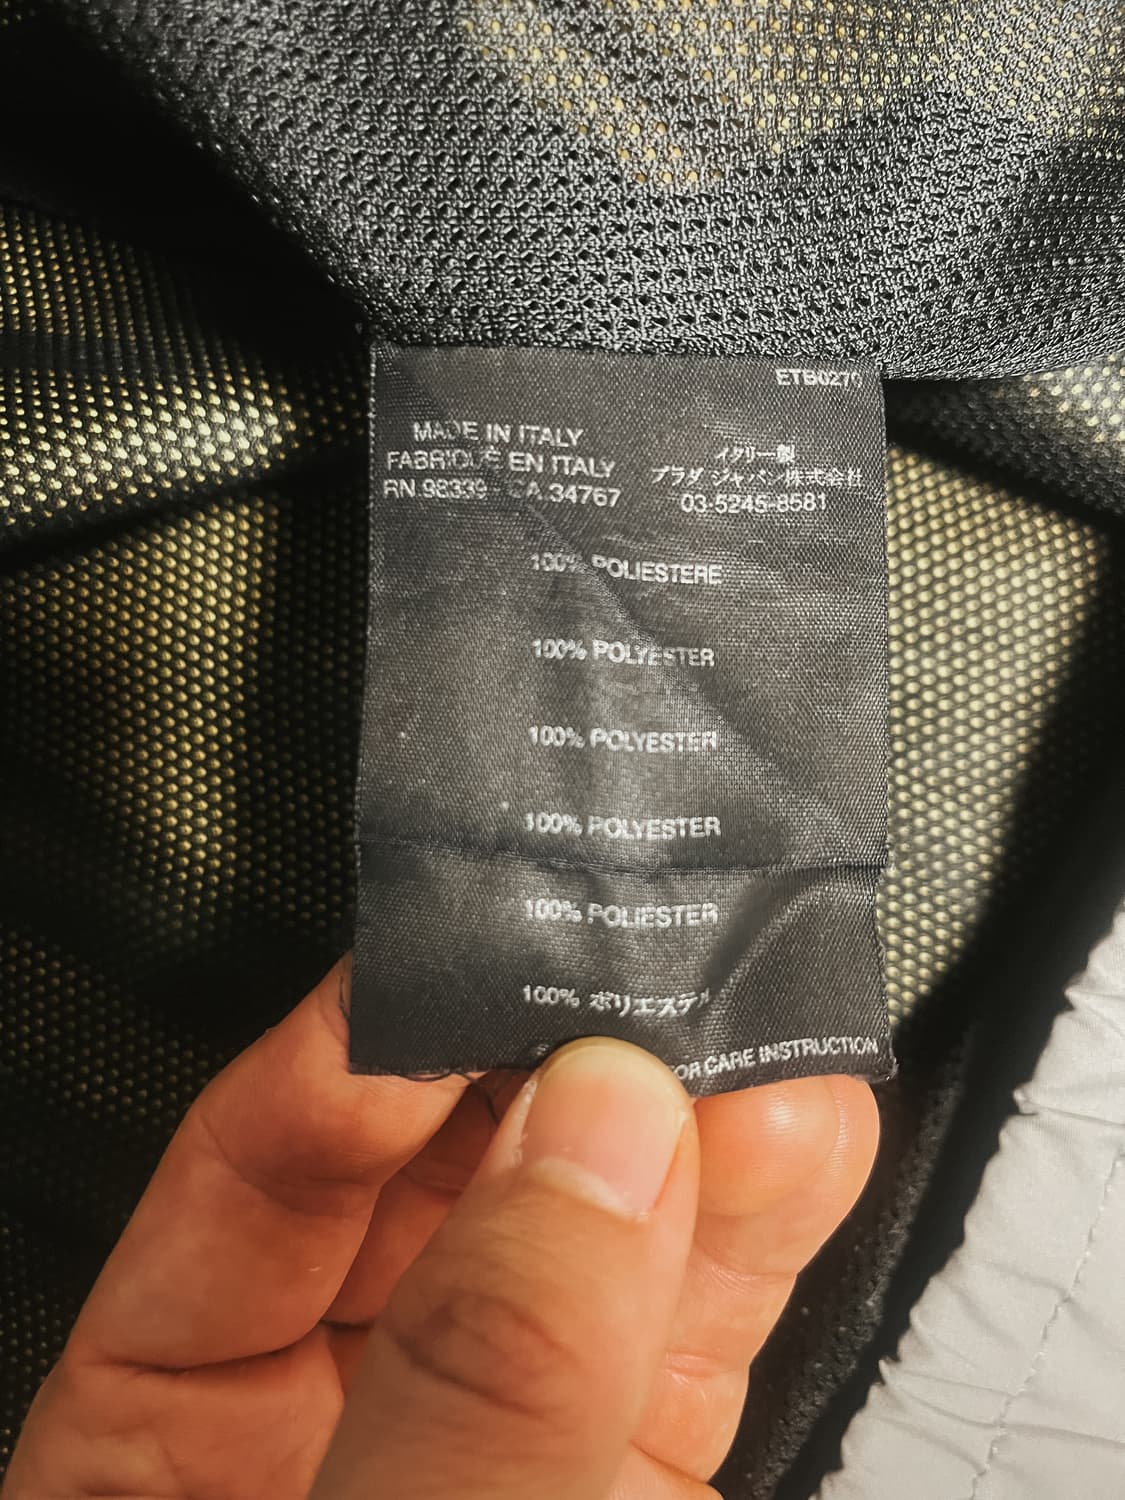 MADE IN ITALY
FABRIQUE EN ITALY
RN 98339 CA 34767
イタリー製
プラダ ジャパン株式会社
03-5245-8581
100% POLIESTERE
100% POLYESTER
100% POLYESTER
100% POLYESTER
100% POLIESTER
100% ポリエステル
CARE INSTRUCTION